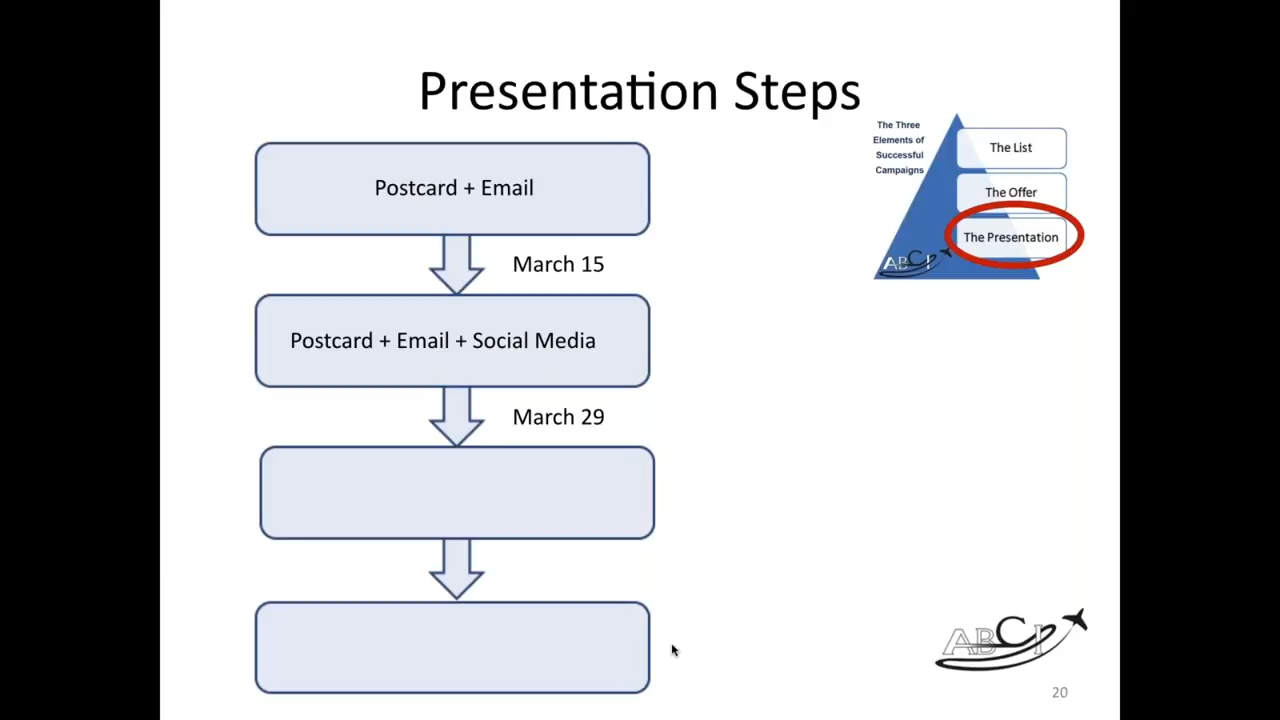 Presentation Steps
Postcard + Email
March 15
Postcard + Email + Social Media
March 29
The Three
Elements of
Successful
Campaigns
The List
The Offer
The Presentation
ABCI
ABCI
20